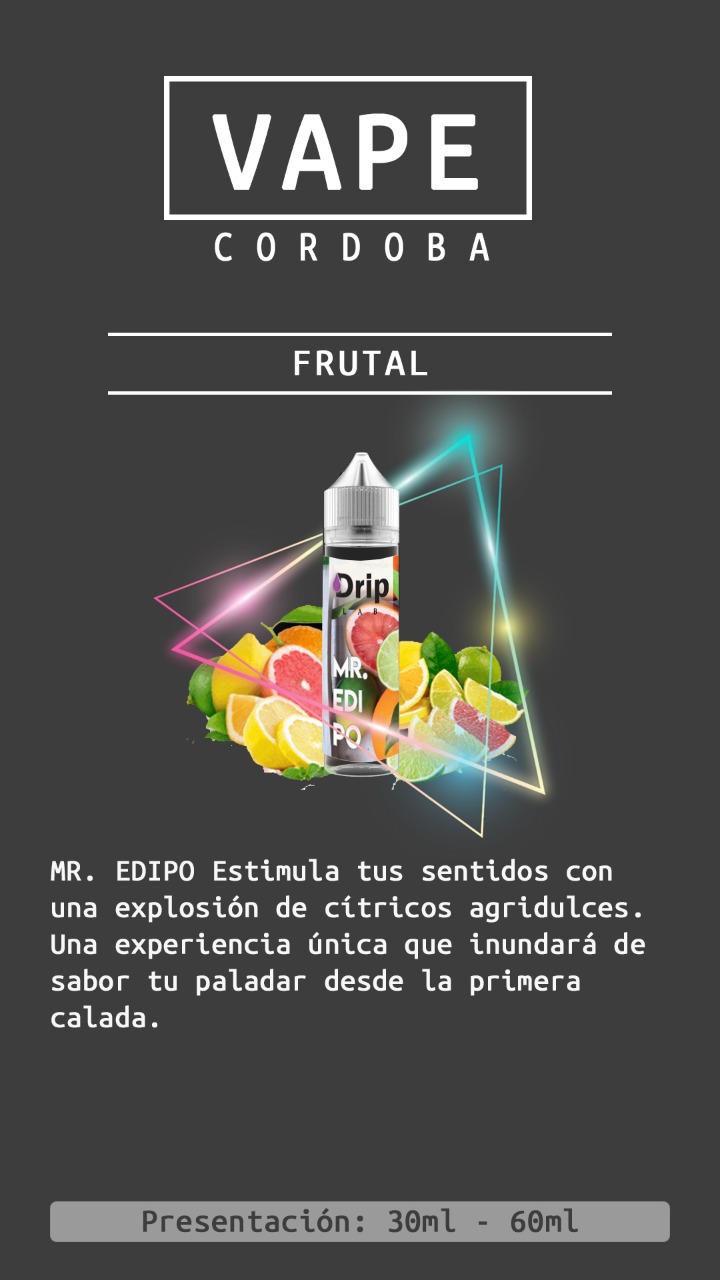 VAPE
CORDOBA
FRUTAL
Drip
LAB
MR.
EDI
PO
MR. EDIPO Estimula tus sentidos con
una explosión de cítricos agridulces.
Una experiencia única que inundará de
sabor tu paladar desde la primera
calada.
Presentación: 30ml - 60ml